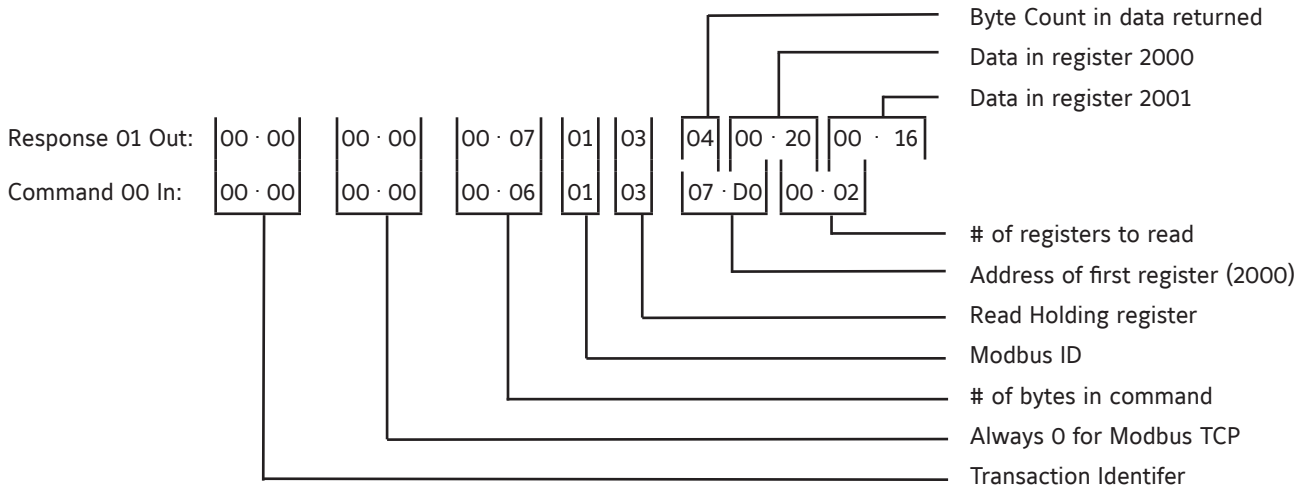 Byte Count in data returned
Data in register 2000
Data in register 2001
Response 01 Out: 00 · 00 00 · 00 00 · 07 01 03 04 00 · 20 00 · 16
Command 00 In: 00 · 00 00 · 00 00 · 06 01 03 07 · D0 00 · 02
# of registers to read
Address of first register (2000)
Read Holding register
Modbus ID
# of bytes in command
Always 0 for Modbus TCP
Transaction Identifer